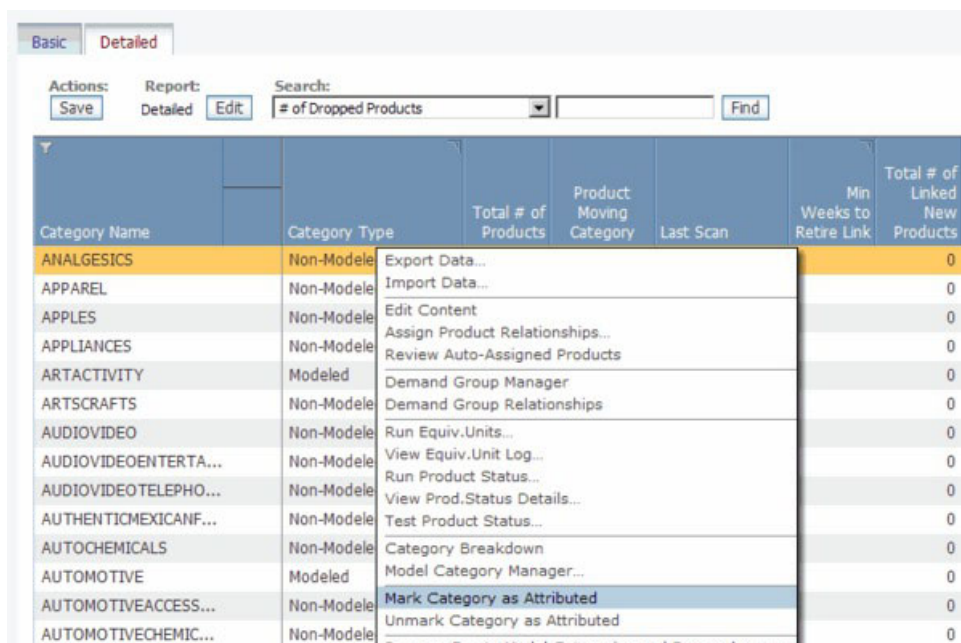 Basic Detailed
Actions: Report: Search:
Save Detailed Edit # of Dropped Products Find
Category Name Category Type Total # of Products Product Moving Category Last Scan Min Weeks to Retire Link Total # of Linked New Products
ANALGESICS Non-Modele 0
APPAREL Non-Modele 0
APPLES Non-Modele 0
APPLIANCES Non-Modele 0
ARTACTIVITY Modeled 0
ARTSCRAFTS Non-Modele 0
AUDIOVIDEO Non-Modele 0
AUDIOVIDEOENTERTA... Non-Modele 0
AUDIOVIDEOTELEPHO... Non-Modele 0
AUTHENTICMEXICANF... Non-Modele 0
AUTOCHEMICALS Non-Modele 0
AUTOMOTIVE Modeled 0
AUTOMOTIVEACCESS... Non-Modele 0
AUTOMOTIVECHEMIC... Non-Modele 0
Export Data...
Import Data...
Edit Content
Assign Product Relationships...
Review Auto-Assigned Products
Demand Group Manager
Demand Group Relationships
Run Equiv.Units...
View Equiv.Unit Log...
Run Product Status...
View Prod.Status Details...
Test Product Status...
Category Breakdown
Model Category Manager...
Mark Category as Attributed
Unmark Category as Attributed